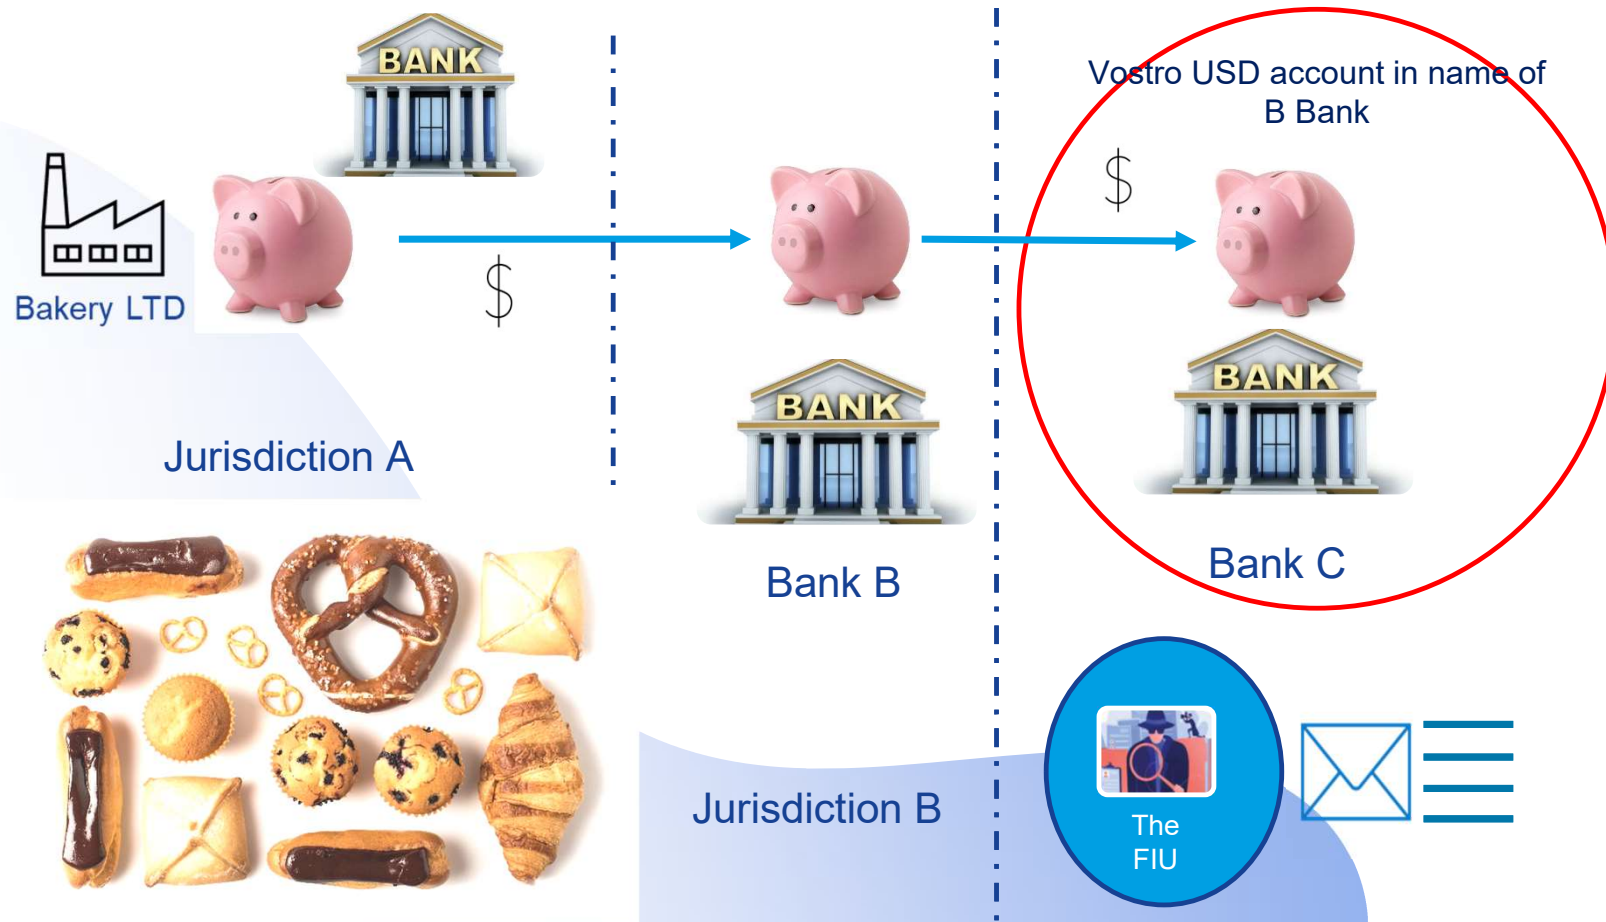 BANK
Vostro USD account in name of
B Bank
$
Bakery LTD
$
BANK
BANK
Jurisdiction A
Bank B
Bank C
Jurisdiction B
The
FIU